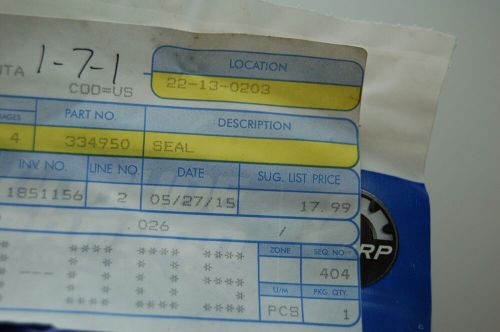 LOCATION
NTA 1-7-1
COO=US
22-13-0203
PART NO. DESCRIPTION
4 334950 SEAL
INV. NO. LINE NO. DATE SUG. LIST PRICE
1851156 2 05/27/15 17.99
.026 /
ZONE SEQ. NO.
404
U/M PKG. QTY.
PCS 1
RP